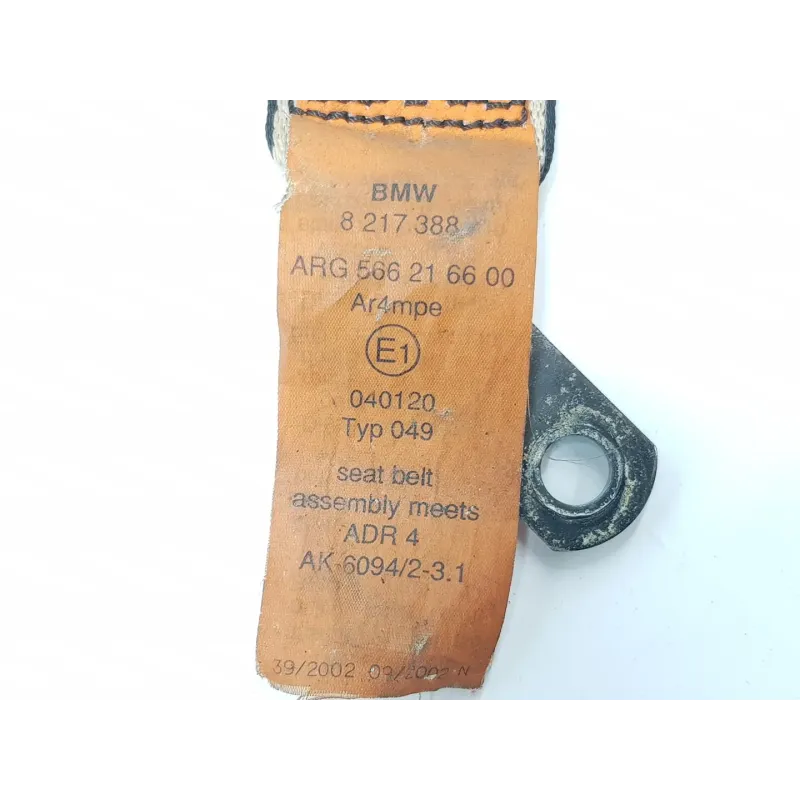 BMW
8 217 388
ARG 566 21 66 00
Ar4mpe
E1
040120
Typ 049
seat belt
assembly meets
ADR 4
AK-6094/2-3.1
39/2002 09/2002 N